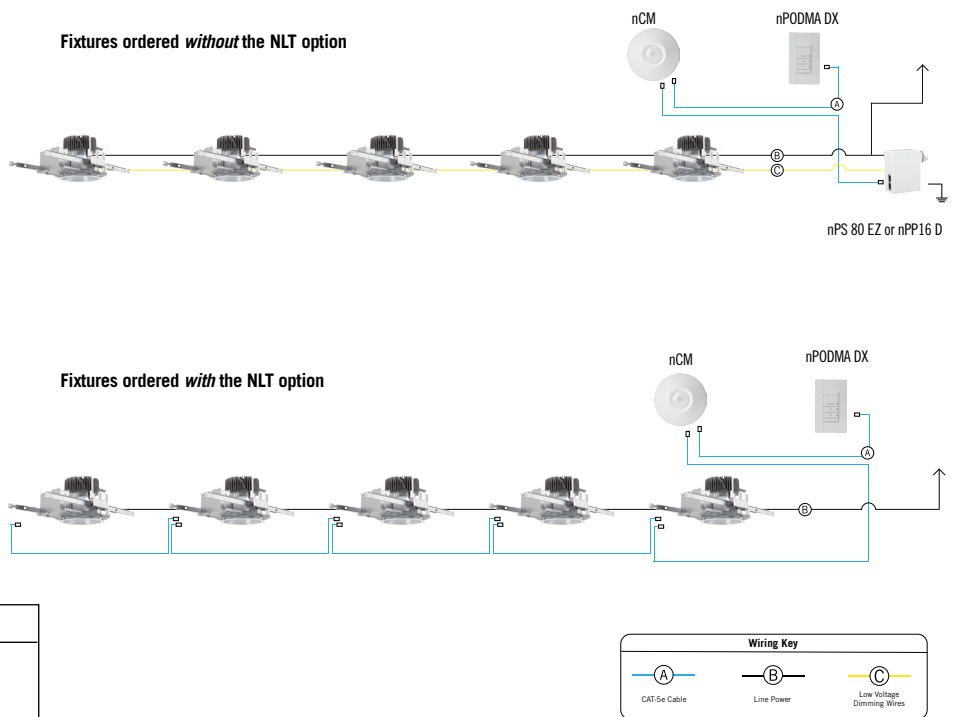 Fixtures ordered without the NLT option
nCM
nPODMA DX
A
B
C
nPS 80 EZ or nPP16 D
Fixtures ordered with the NLT option
nCM
nPODMA DX
A
B
Wiring Key
A
B
C
CAT-5e Cable
Line Power
Low Voltage
Dimming Wires